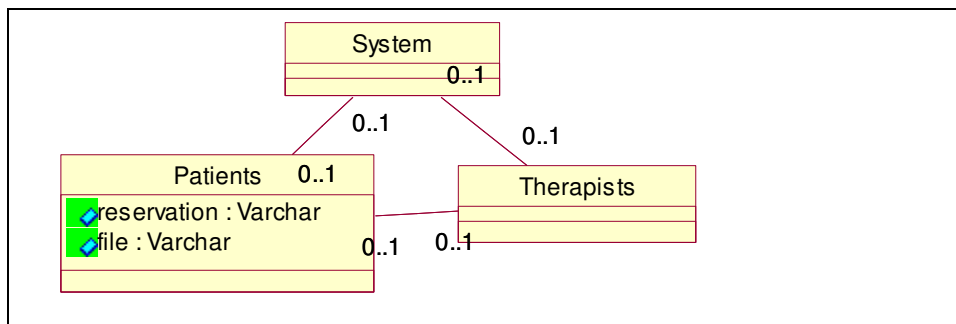 System
0..1
0..1
0..1
Patients
0..1
Therapists
reservation : Varchar
file : Varchar
0..1
0..1